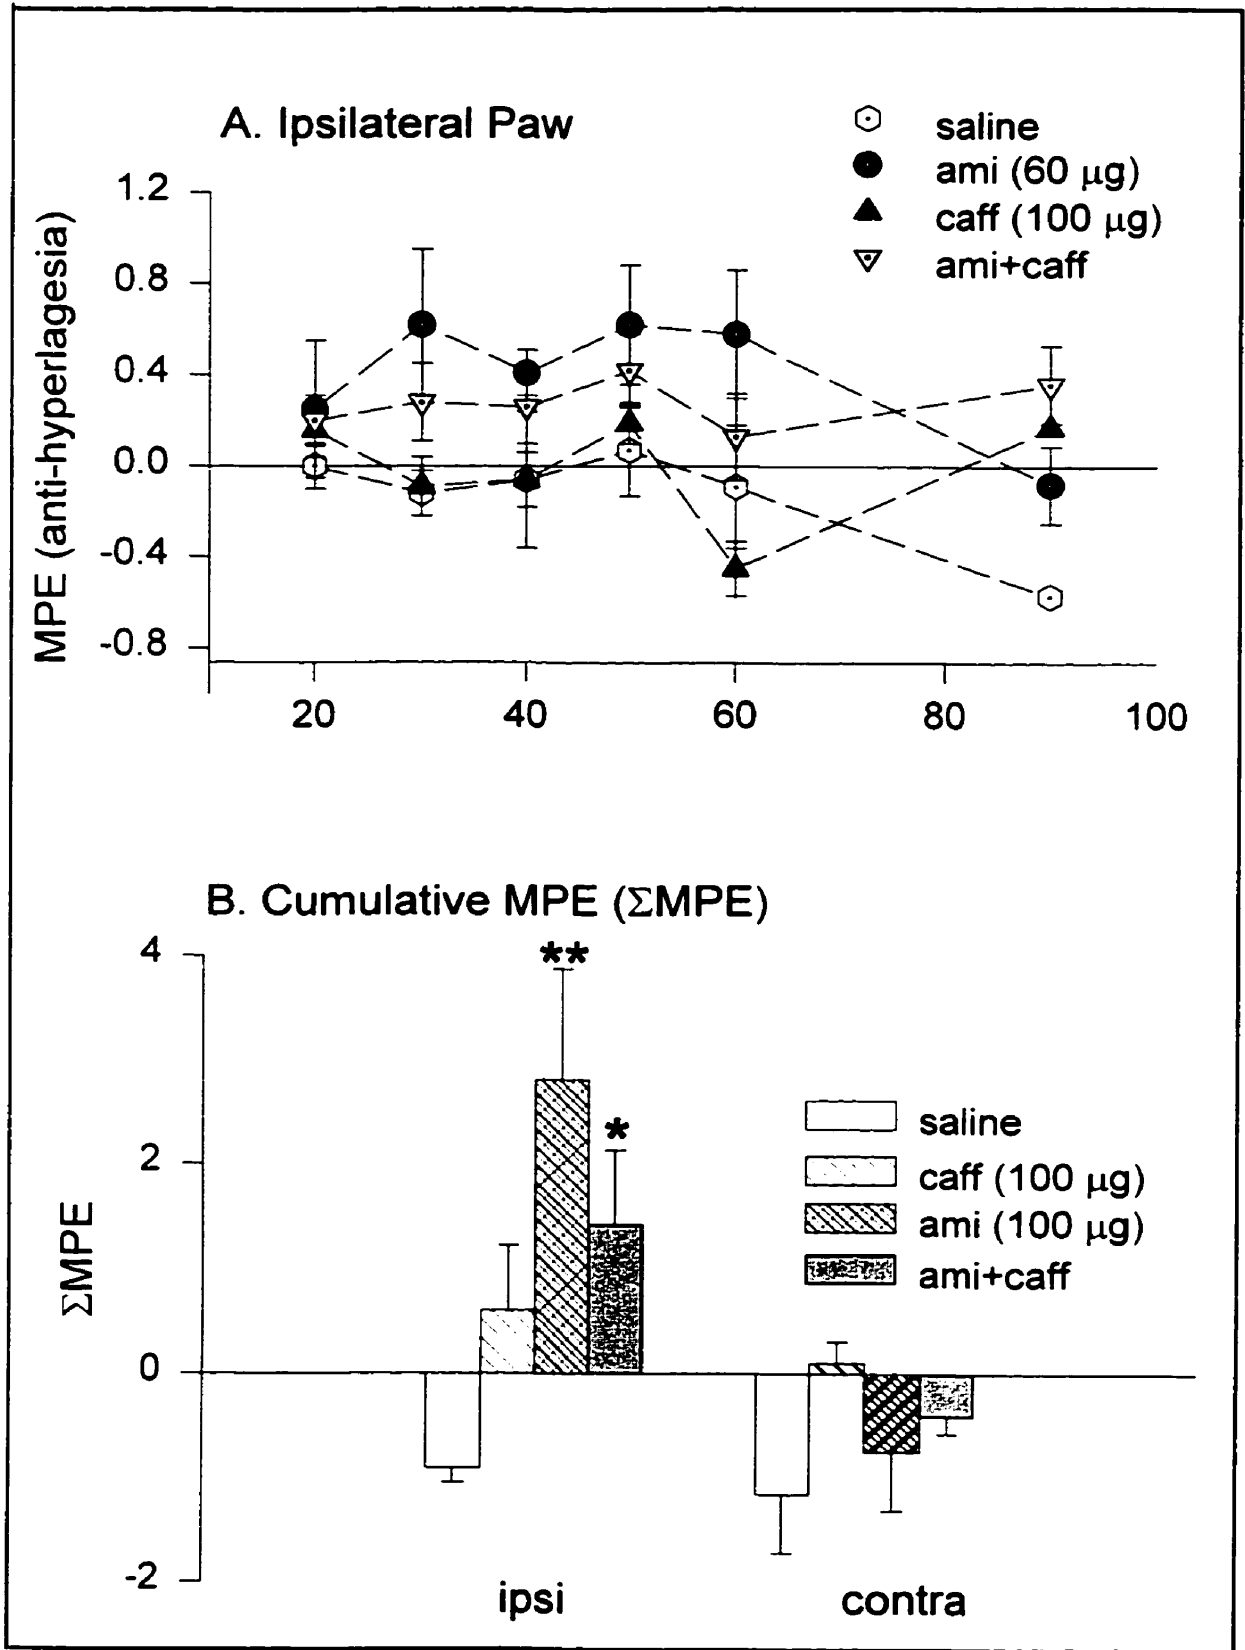 A. Ipsilateral Paw
saline
ami (60 μg)
caff (100 μg)
ami+caff
MPE (anti-hyperlagesia)
1.2
0.8
0.4
0.0
-0.4
-0.8
20 40 60 80 100
B. Cumulative MPE (ΣMPE)
ΣMPE
4
2
0
-2
**
*
saline
caff (100 μg)
ami (100 μg)
ami+caff
ipsi contra